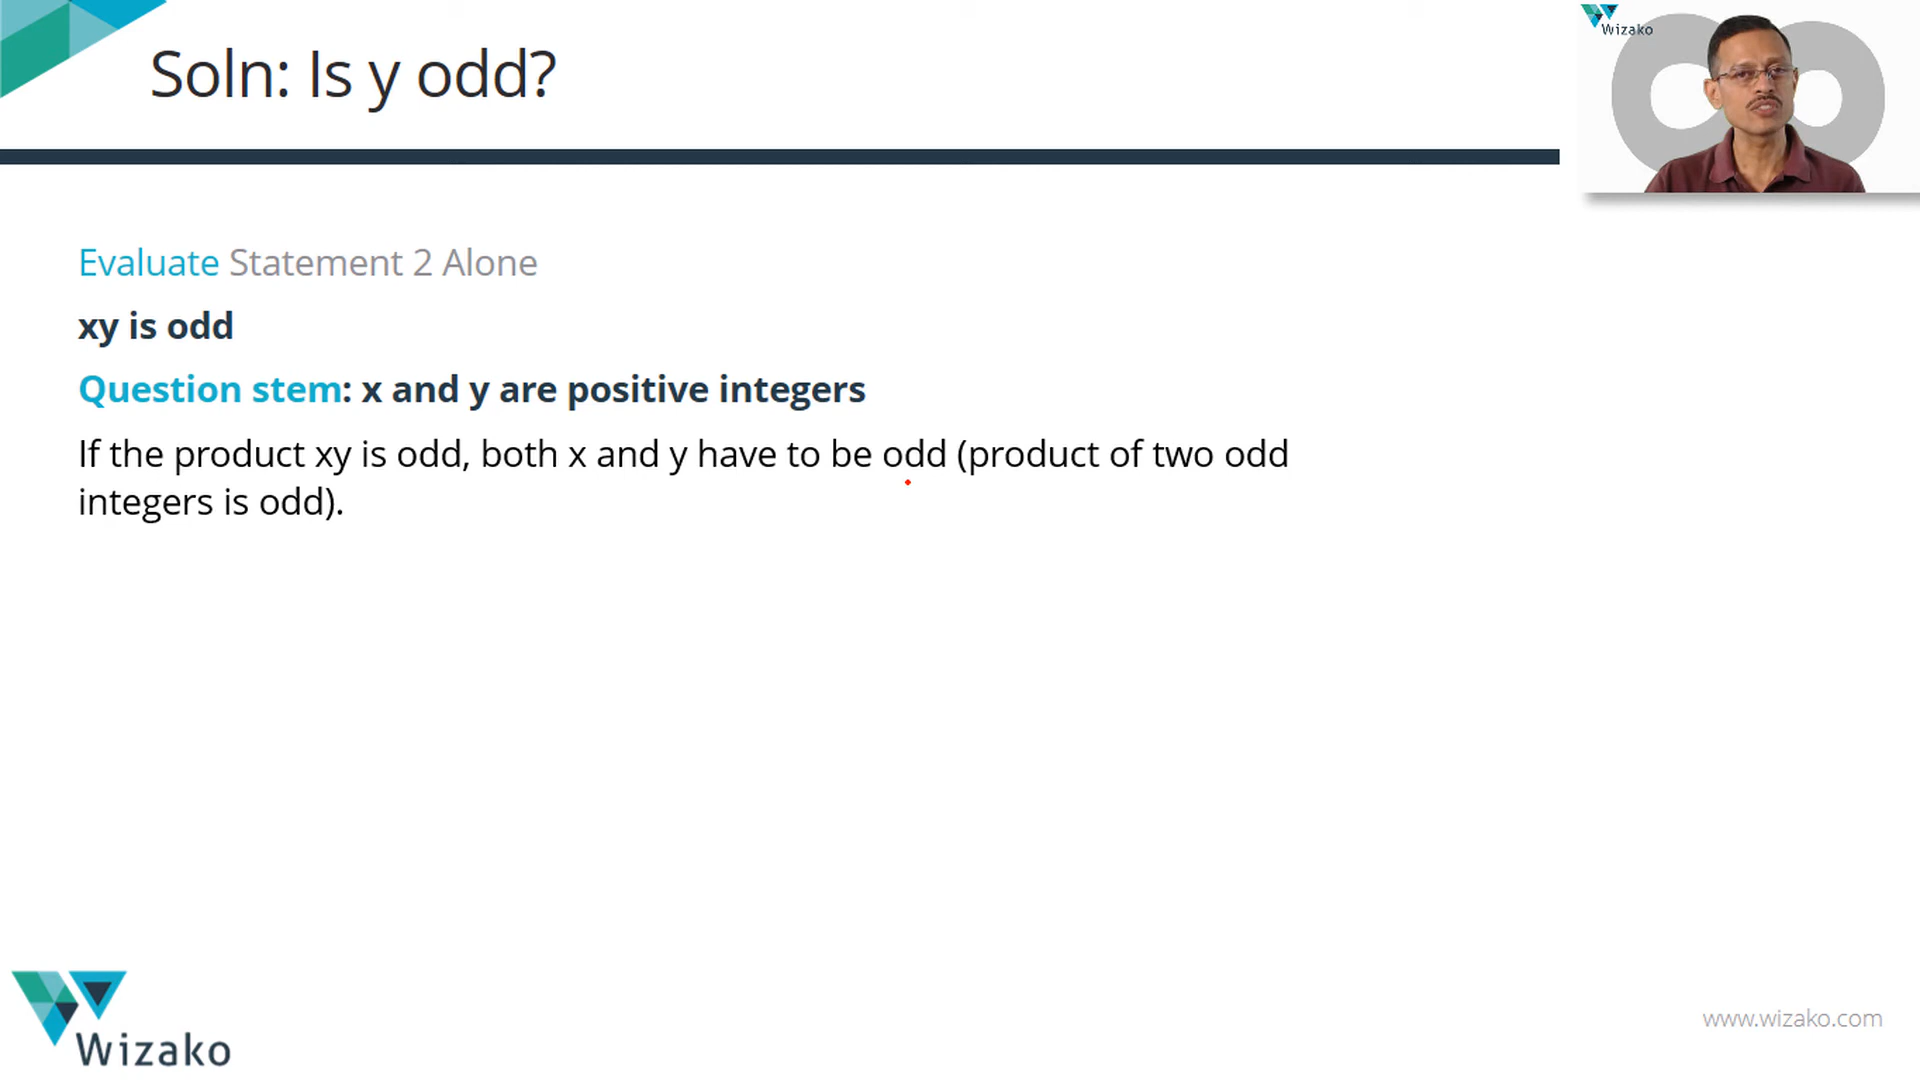 Soln: Is y odd?
Wizako
Evaluate Statement 2 Alone
xy is odd
Question stem: x and y are positive integers
If the product xy is odd, both x and y have to be odd (product of two odd
integers is odd).
Wizako
www.wizako.com